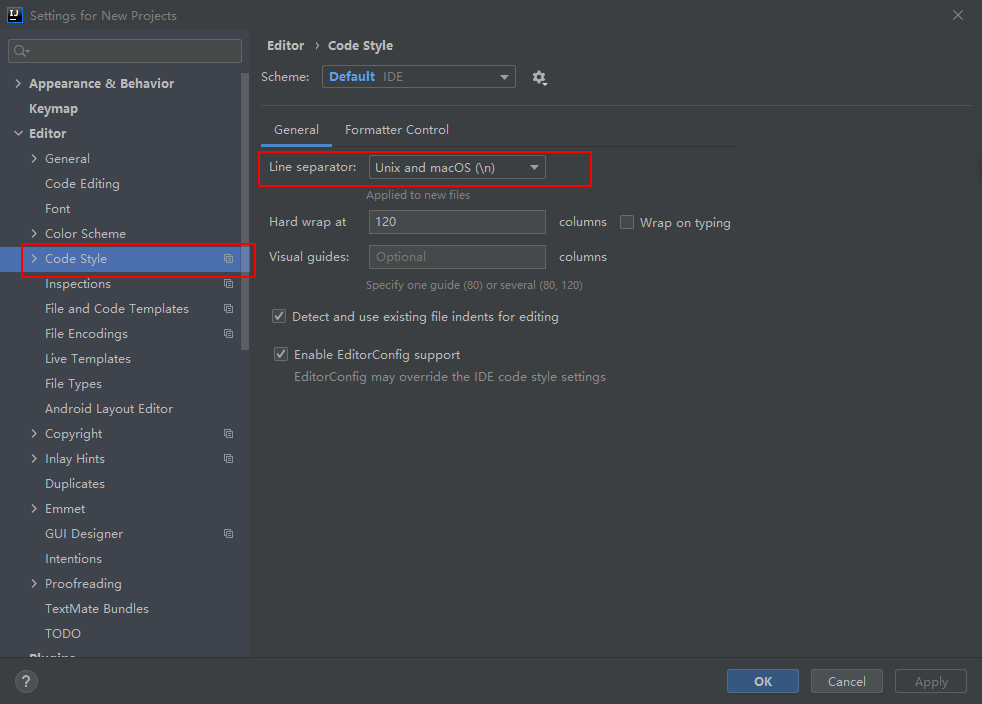 Settings for New Projects
Appearance & Behavior
Keymap
Editor
General
Code Editing
Font
Color Scheme
Code Style
Inspections
File and Code Templates
File Encodings
Live Templates
File Types
Android Layout Editor
Copyright
Inlay Hints
Duplicates
Emmet
GUI Designer
Intentions
Proofreading
TextMate Bundles
TODO
Plugins
Editor › Code Style
Scheme: Default IDE
General Formatter Control
Line separator: Unix and macOS (\n)
Applied to new files
Hard wrap at 120 columns Wrap on typing
Visual guides: Optional columns
Specify one guide (80) or several (80, 120)
Detect and use existing file indents for editing
Enable EditorConfig support
EditorConfig may override the IDE code style settings
? OK Cancel Apply